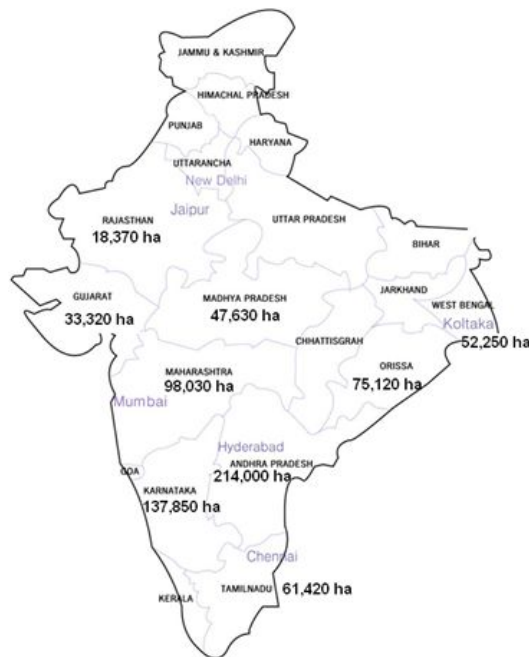 JAMMU & KASHMIR
HIMACHAL PRADESH
PUNJAB
HARYANA
UTTARANCHA
New Delhi
Jaipur
RAJASTHAN
18,370 ha
UTTAR PRADESH
BIHAR
JARKHAND
GUJARAT
33,320 ha
MADHYA PRADESH
47,630 ha
WEST BENGAL
Koltaka
52,250 ha
CHHATTISGRAH
ORISSA
75,120 ha
MAHARASHTRA
98,030 ha
Mumbai
Hyderabad
ANDHRA PRADESH
214,000 ha
GOA
KARNATAKA
137,850 ha
Chennai
TAMILNADU
61,420 ha
KERALA